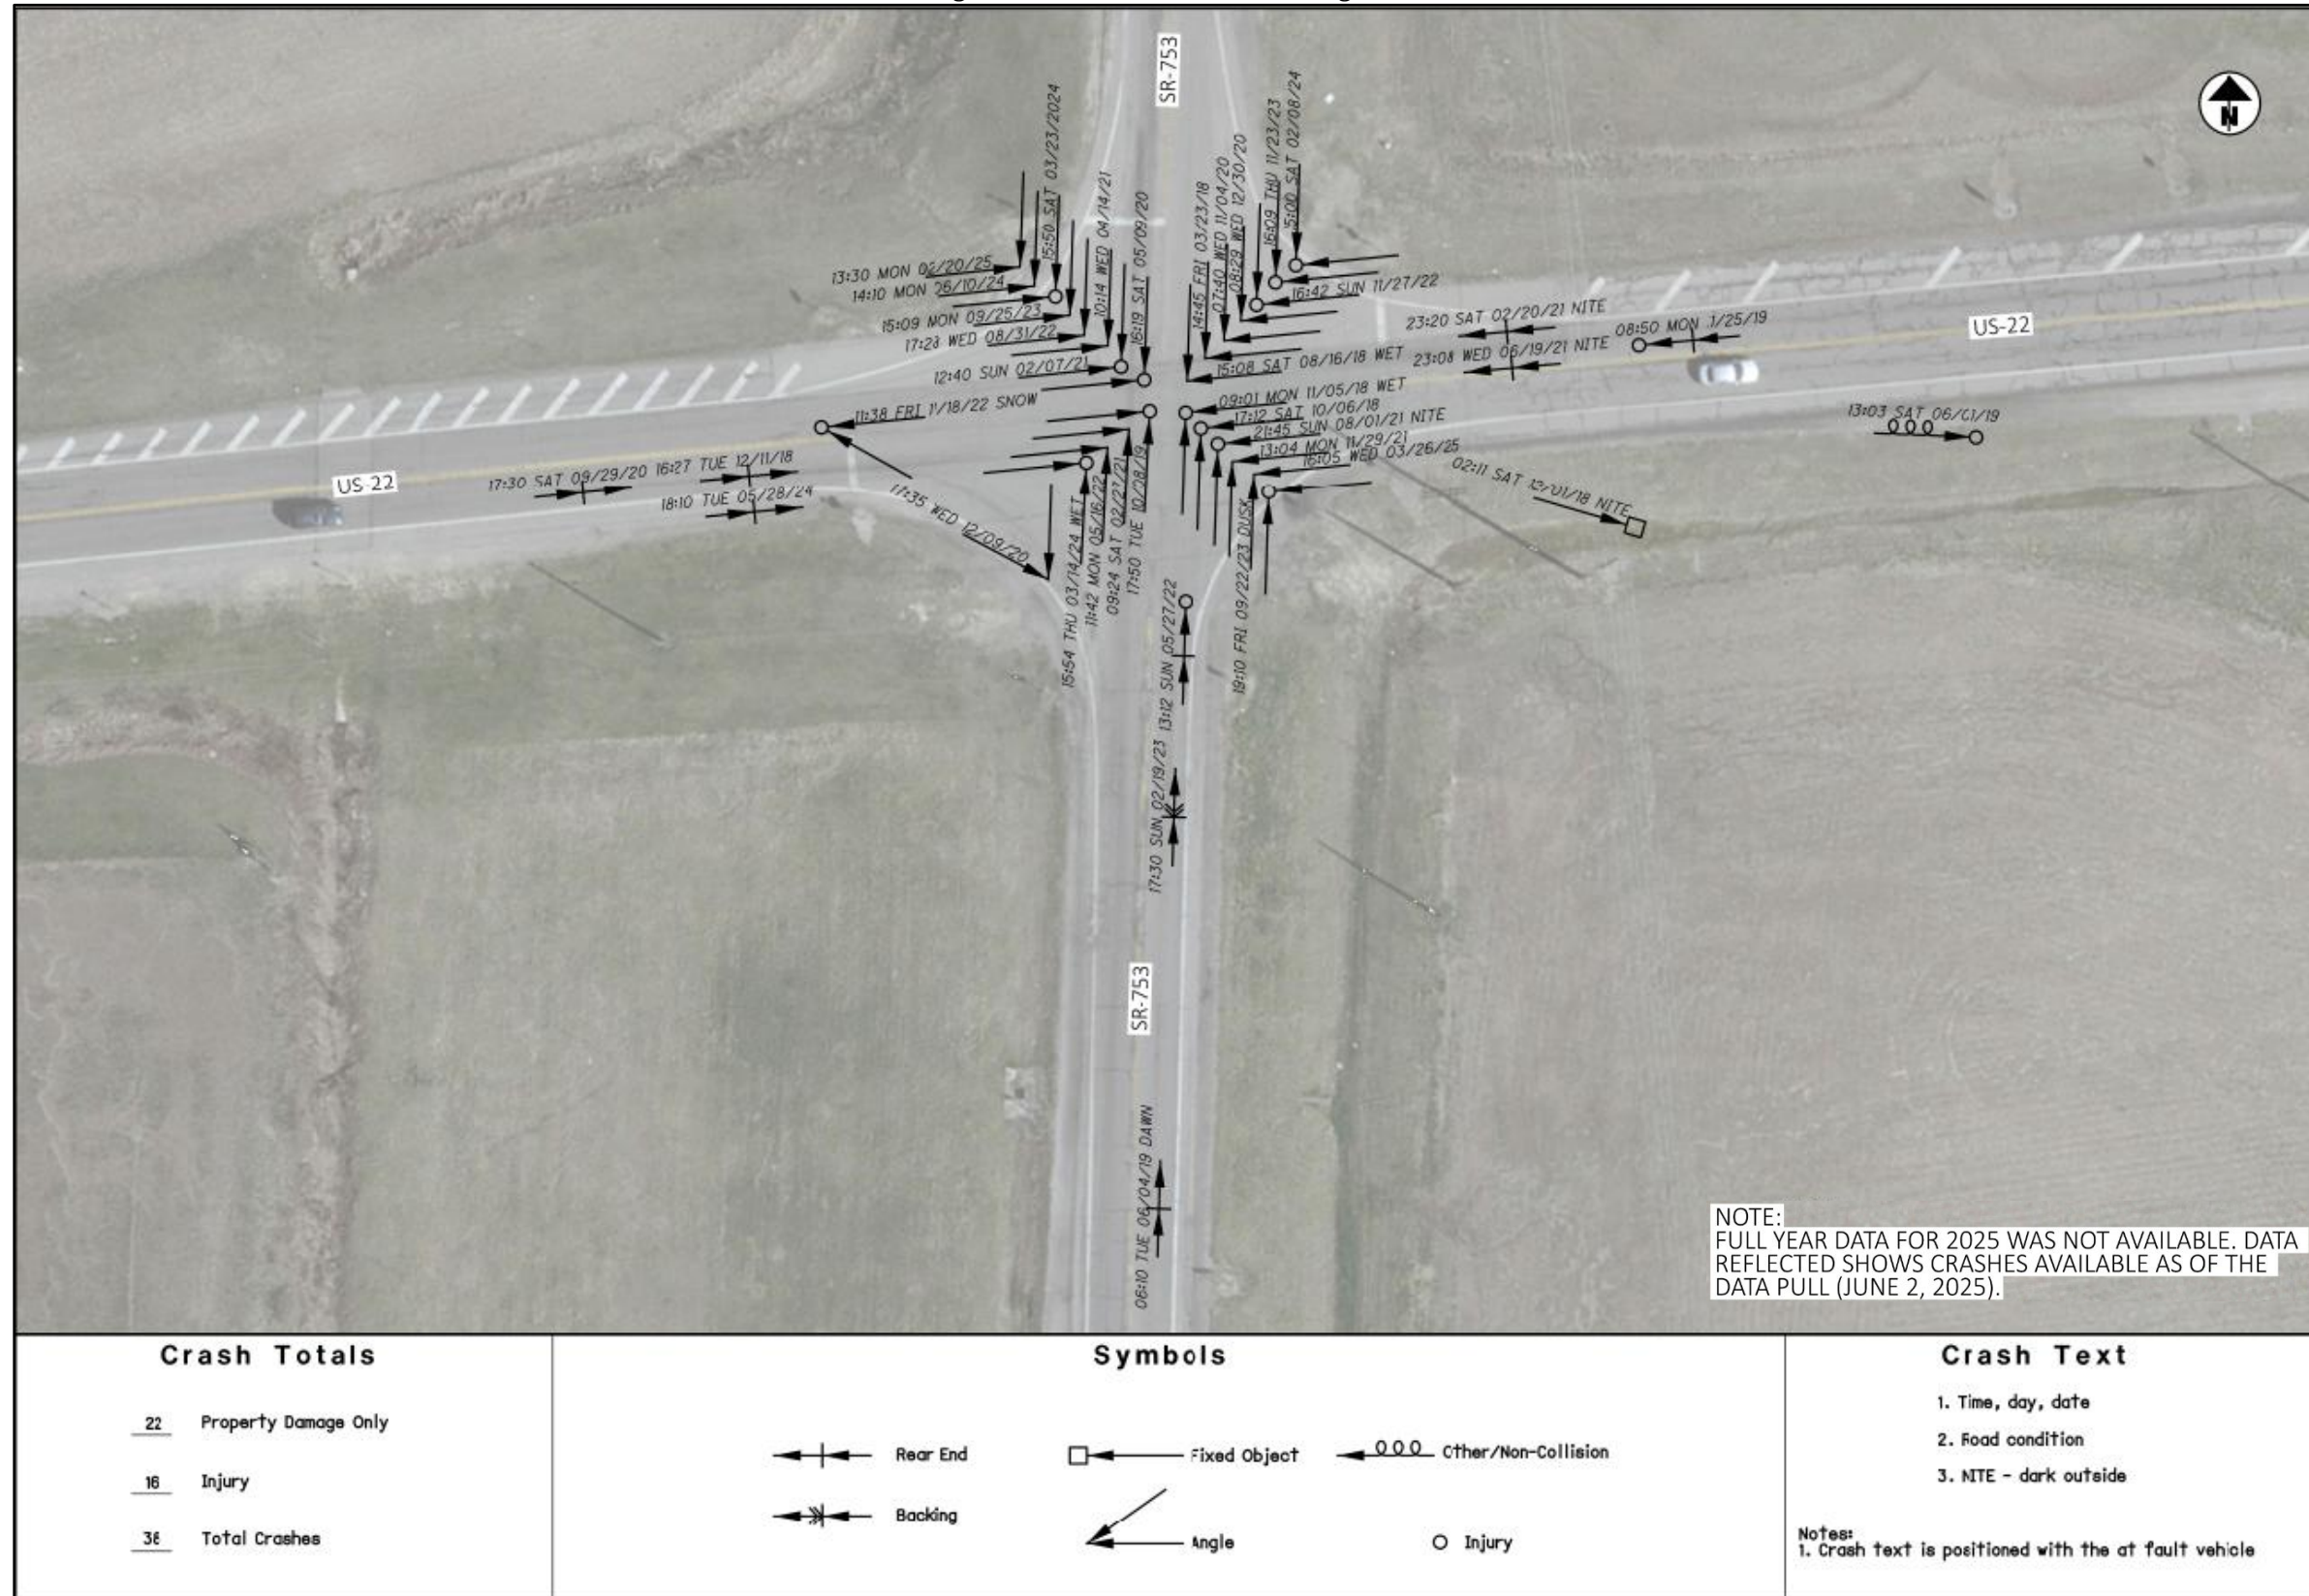 SR-753
N
15:50 SAT 03/23/2024
10:14 WED 04/14/21
16:19 SAT 05/09/20
14:45 FRI 03/23/18
07:40 WED 11/04/20
08:29 WED 12/30/20
16:09 THU 11/23/23
15:00 SAT 02/08/24
13:30 MON 02/20/25
14:10 MON 06/10/24
15:09 MON 09/25/23
17:23 WED 08/31/22
12:40 SUN 02/07/21
11:38 FRI 11/18/22 SNOW
16:42 SUN 11/27/22
23:20 SAT 02/20/21 NITE
08:50 MON 1/25/19
US-22
15:08 SAT 08/16/18 WET
23:08 WED 06/19/21 NITE
09:01 MON 11/05/18 WET
17:12 SAT 10/06/18
21:45 SUN 08/01/21 NITE
13:04 MON 11/29/21
16:05 WED 03/26/25
13:03 SAT 06/01/19
02:11 SAT 12/01/18 NITE
US-22
17:30 SAT 09/29/20
16:27 TUE 12/11/18
18:10 TUE 05/28/24
17:35 WED 12/09/20
15:54 THU 03/14/24 WET
11:42 MON 05/16/22
09:24 SAT 02/27/21
17:50 TUE 10/08/19
19:10 FRI 09/22/23 DUSK
13:12 SUN 05/27/22
17:30 SUN 02/19/23
SR-753
06:10 TUE 06/04/19 DAWN
NOTE:
FULL YEAR DATA FOR 2025 WAS NOT AVAILABLE. DATA
REFLECTED SHOWS CRASHES AVAILABLE AS OF THE
DATA PULL (JUNE 2, 2025).
Crash Totals
22 Property Damage Only
16 Injury
38 Total Crashes
Symbols
Rear End
Fixed Object
Other/Non-Collision
Backing
Angle
Injury
Crash Text
1. Time, day, date
2. Road condition
3. NITE - dark outside
Notes:
1. Crash text is positioned with the at fault vehicle